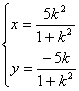 x = 5k² / (1 + k²)
y = -5k / (1 + k²)